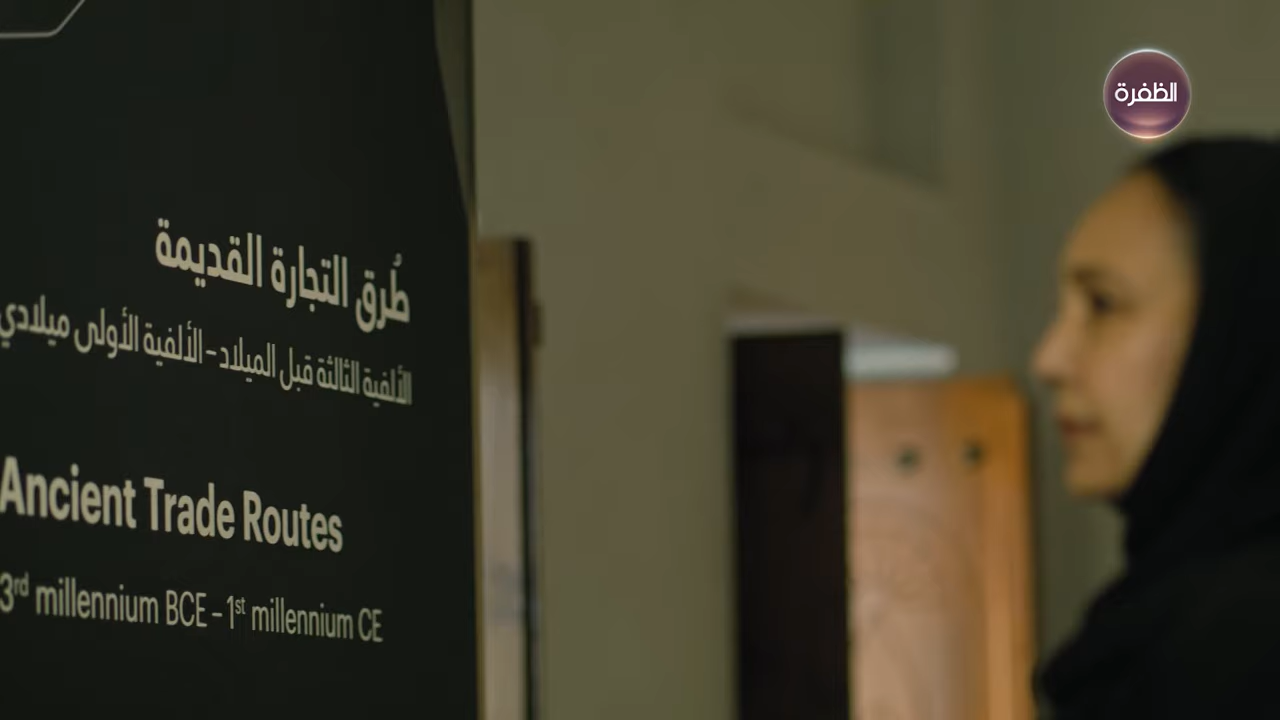 الظفرة
طُرق التجارة القديمة
الألفية الثالثة قبل الميلاد - الألفية الأولى ميلادي
Ancient Trade Routes
3rd millennium BCE – 1st millennium CE